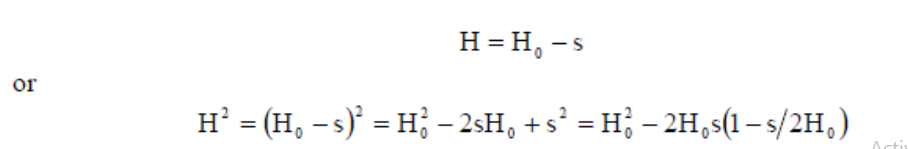 H = H₀ − s
or
H² = (H₀ − s)² = H₀² − 2sH₀ + s² = H₀² − 2H₀s(1 − s/2H₀)